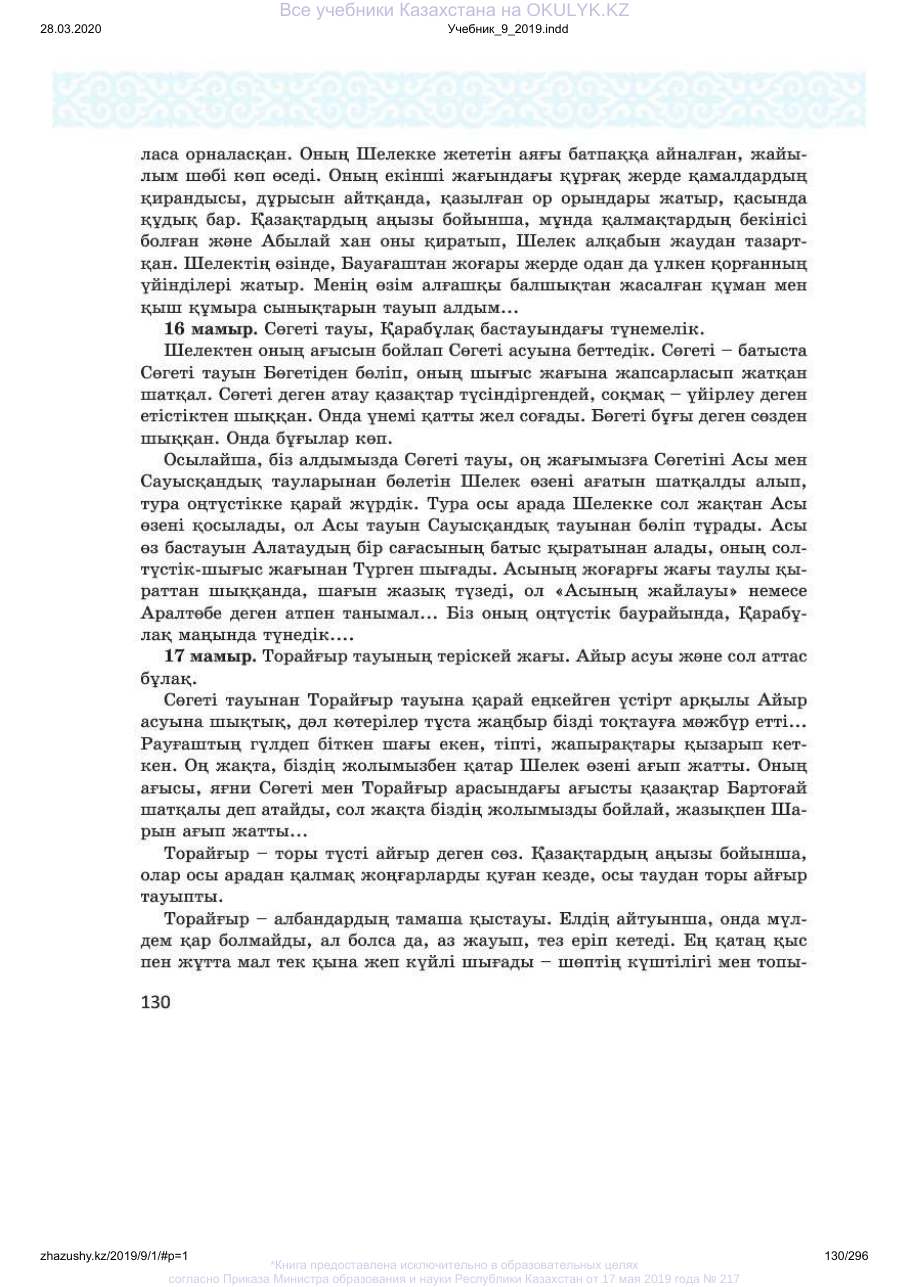 Все учебники Казахстана на OKULYK.KZ
28.03.2020 Учебник_9_2019.indd
ласа орналасқан. Оның Шелекке жететін аяғы батпаққа айналған, жайы-
лым шөбі көп өседі. Оның екінші жағындағы құрғақ жерде қамалдардың
қирандысы, дұрысын айтқанда, қазылған ор орындары жатыр, қасында
құдық бар. Қазақтардың аңызы бойынша, мұнда қалмақтардың бекінісі
болған және Абылай хан оны қиратып, Шелек алқабын жаудан тазарт-
қан. Шелектің өзінде, Бауағаштан жоғары жерде одан да үлкен қорғанның
үйінділері жатыр. Менің өзім алғашқы балшықтан жасалған құман мен
қыш құмыра сынықтарын тауып алдым...
16 мамыр. Сөгеті тауы, Қарабұлақ бастауындағы түнемелік.
Шелектен оның ағысын бойлап Сөгеті асуына беттедік. Сөгеті – батыста
Сөгеті тауын Бөгетіден бөліп, оның шығыс жағына жапсарласып жатқан
шатқал. Сөгеті деген атау қазақтар түсіндіргендей, соқмақ – үйірлеу деген
етістіктен шыққан. Онда үнемі қатты жел соғады. Бөгеті бұғы деген сөзден
шыққан. Онда бұғылар көп.
Осылайша, біз алдымызда Сөгеті тауы, оң жағымызға Сөгетіні Асы мен
Сауысқандық тауларынан бөлетін Шелек өзені ағатын шатқалды алып,
тура оңтүстікке қарай жүрдік. Тура осы арада Шелекке сол жақтан Асы
өзені қосылады, ол Асы тауын Сауысқандық тауынан бөліп тұрады. Асы
өз бастауын Алатаудың бір сағасының батыс қыратынан алады, оның сол-
түстік-шығыс жағынан Түрген шығады. Асының жоғарғы жағы таулы қы-
раттан шыққанда, шағын жазық түзеді, ол «Асының жайлауы» немесе
Аралтөбе деген атпен танымал... Біз оның оңтүстік баурайында, Қарабұ-
лақ маңында түнедік....
17 мамыр. Торайғыр тауының теріскей жағы. Айыр асуы және сол аттас
бұлақ.
Сөгеті тауынан Торайғыр тауына қарай еңкейген үстірт арқылы Айыр
асуына шықтық, дәл көтерілер тұста жаңбыр бізді тоқтауға мәжбүр етті...
Рауғаштың гүлдеп біткен шағы екен, тіпті, жапырақтары қызарып кет-
кен. Оң жақта, біздің жолымызбен қатар Шелек өзені ағып жатты. Оның
ағысы, яғни Сөгеті мен Торайғыр арасындағы ағысты қазақтар Бартоғай
шатқалы деп атайды, сол жақта біздің жолымызды бойлай, жазықпен Ша-
рын ағып жатты...
Торайғыр – торы түсті айғыр деген сөз. Қазақтардың аңызы бойынша,
олар осы арадан қалмақ жоңғарларды қуған кезде, осы таудан торы айғыр
тауыпты.
Торайғыр – албандардың тамаша қыстауы. Елдің айтуынша, онда мүл-
дем қар болмайды, ал болса да, аз жауып, тез еріп кетеді. Ең қатаң қыс
пен жұтта мал тек қына жеп күйлі шығады – шөптің күштілігі мен топы-
130
zhazushy.kz/2019/9/1/#p=1 130/296
*Книга предоставлена исключительно в образовательных целях
согласно Приказа Министра образования и науки Республики Казахстан от 17 мая 2019 года № 217